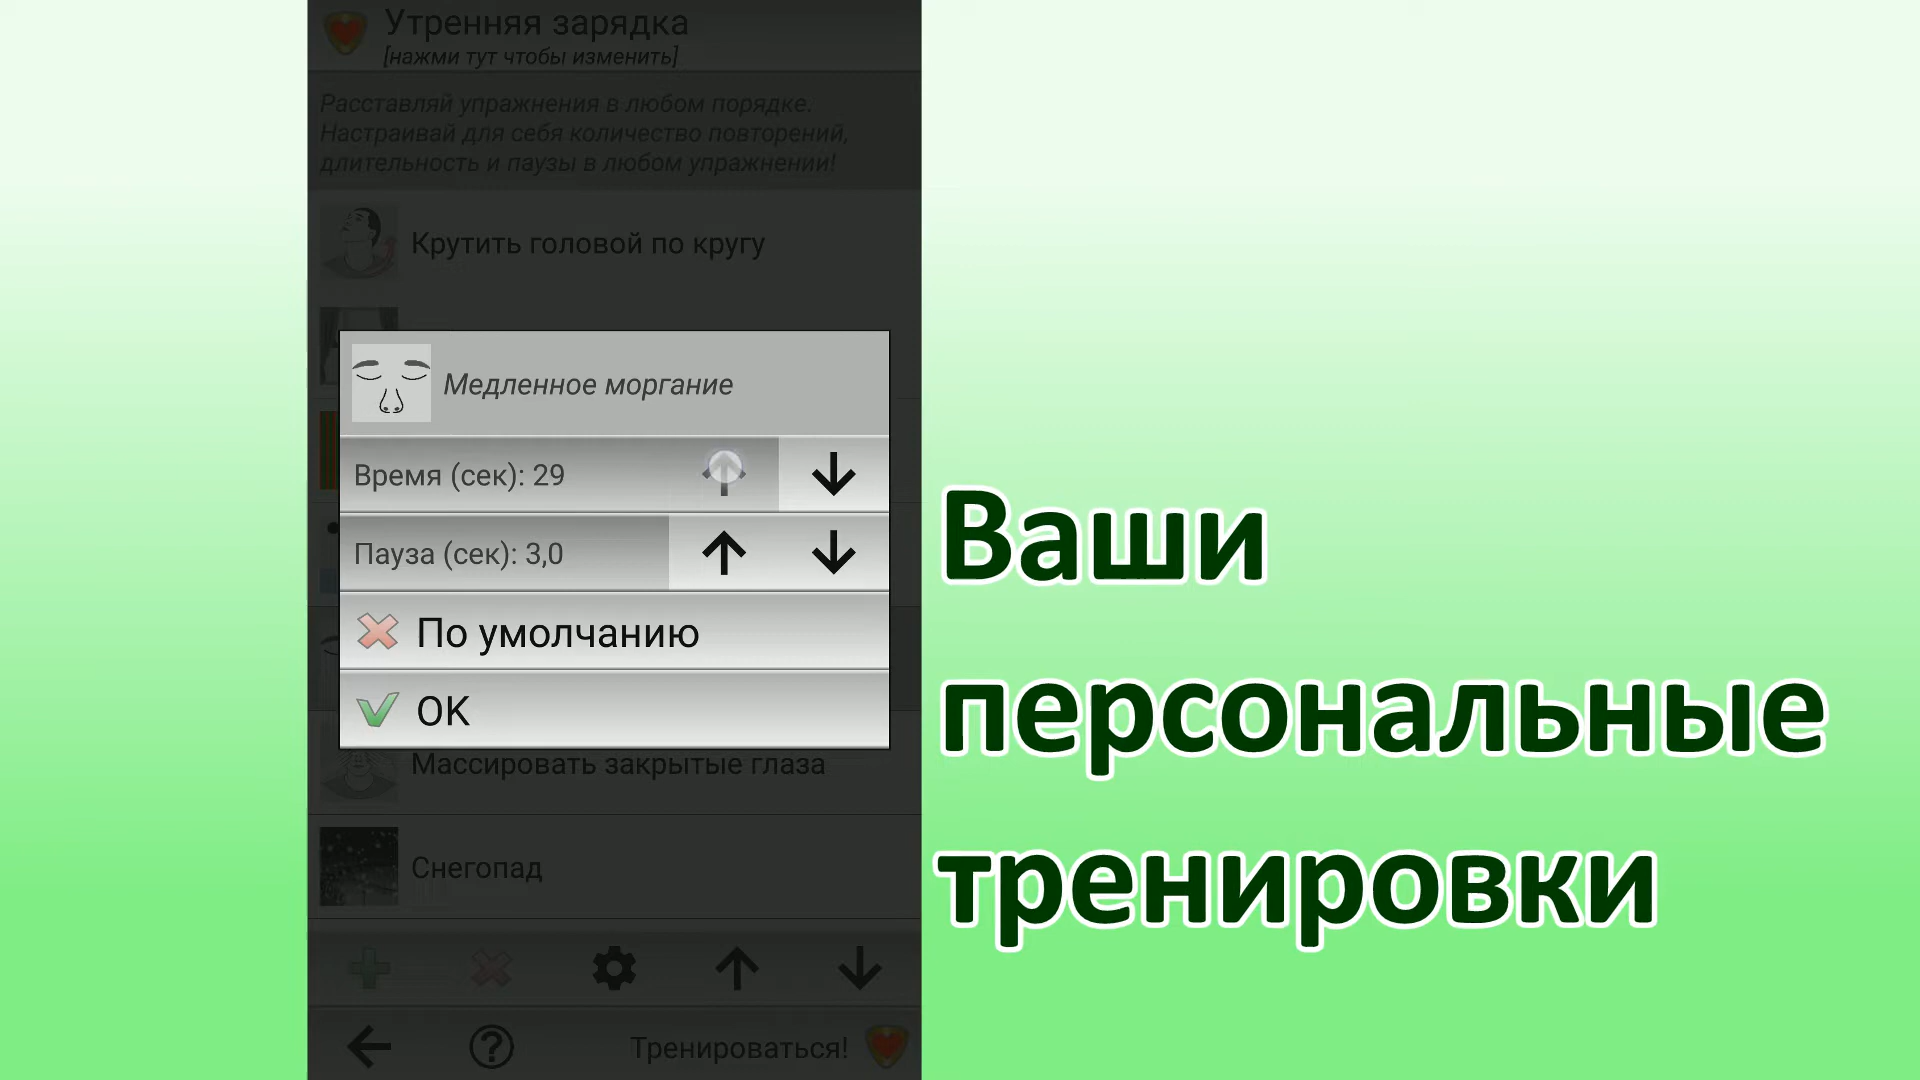 Утренняя зарядка
[нажми тут чтобы изменить]
Расставляй упражнения в любом порядке.
Настраивай для себя количество повторений,
длительность и паузы в любом упражнении!
Крутить головой по кругу
Медленное моргание
Время (сек): 29
Пауза (сек): 3,0
По умолчанию
OK
Массировать закрытые глаза
Снегопад
Тренироваться!
Ваши
персональные
тренировки